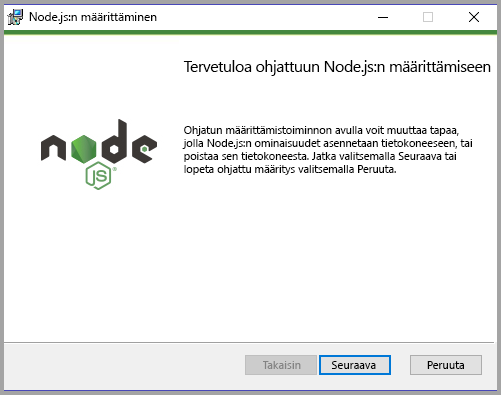 Node.js:n määrittäminen
Tervetuloa ohjattuun Node.js:n määrittämiseen
node
JS
®
Ohjatun määrittämistoiminnon avulla voit muuttaa tapaa,
jolla Node.js:n ominaisuudet asennetaan tietokoneeseen, tai
poistaa sen tietokoneesta. Jatka valitsemalla Seuraava tai
lopeta ohjattu määritys valitsemalla Peruuta.
Takaisin
Seuraava
Peruuta